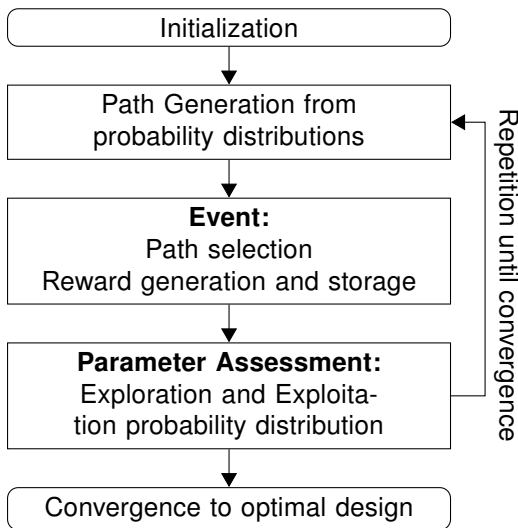 Initialization
Path Generation from
probability distributions
Event:
Path selection
Reward generation and storage
Parameter Assessment:
Exploration and Exploita-
tion probability distribution
Convergence to optimal design
Repetition until convergence